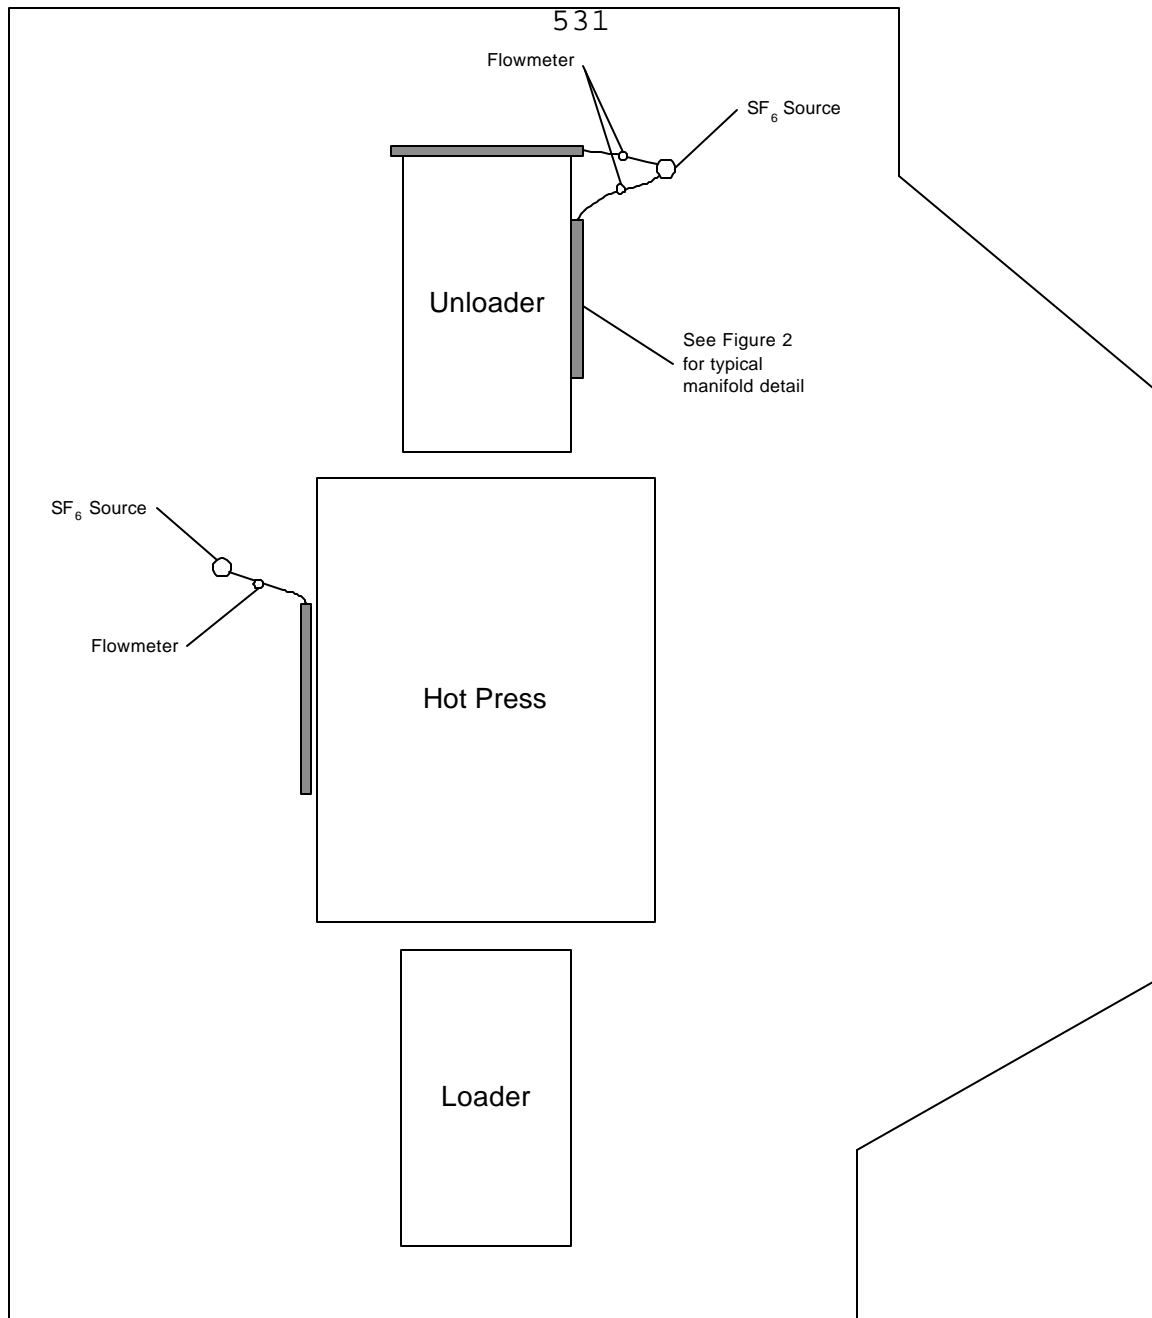 531
Flowmeter
SF6 Source
Unloader
See Figure 2
for typical
manifold detail
SF6 Source
Flowmeter
Hot Press
Loader